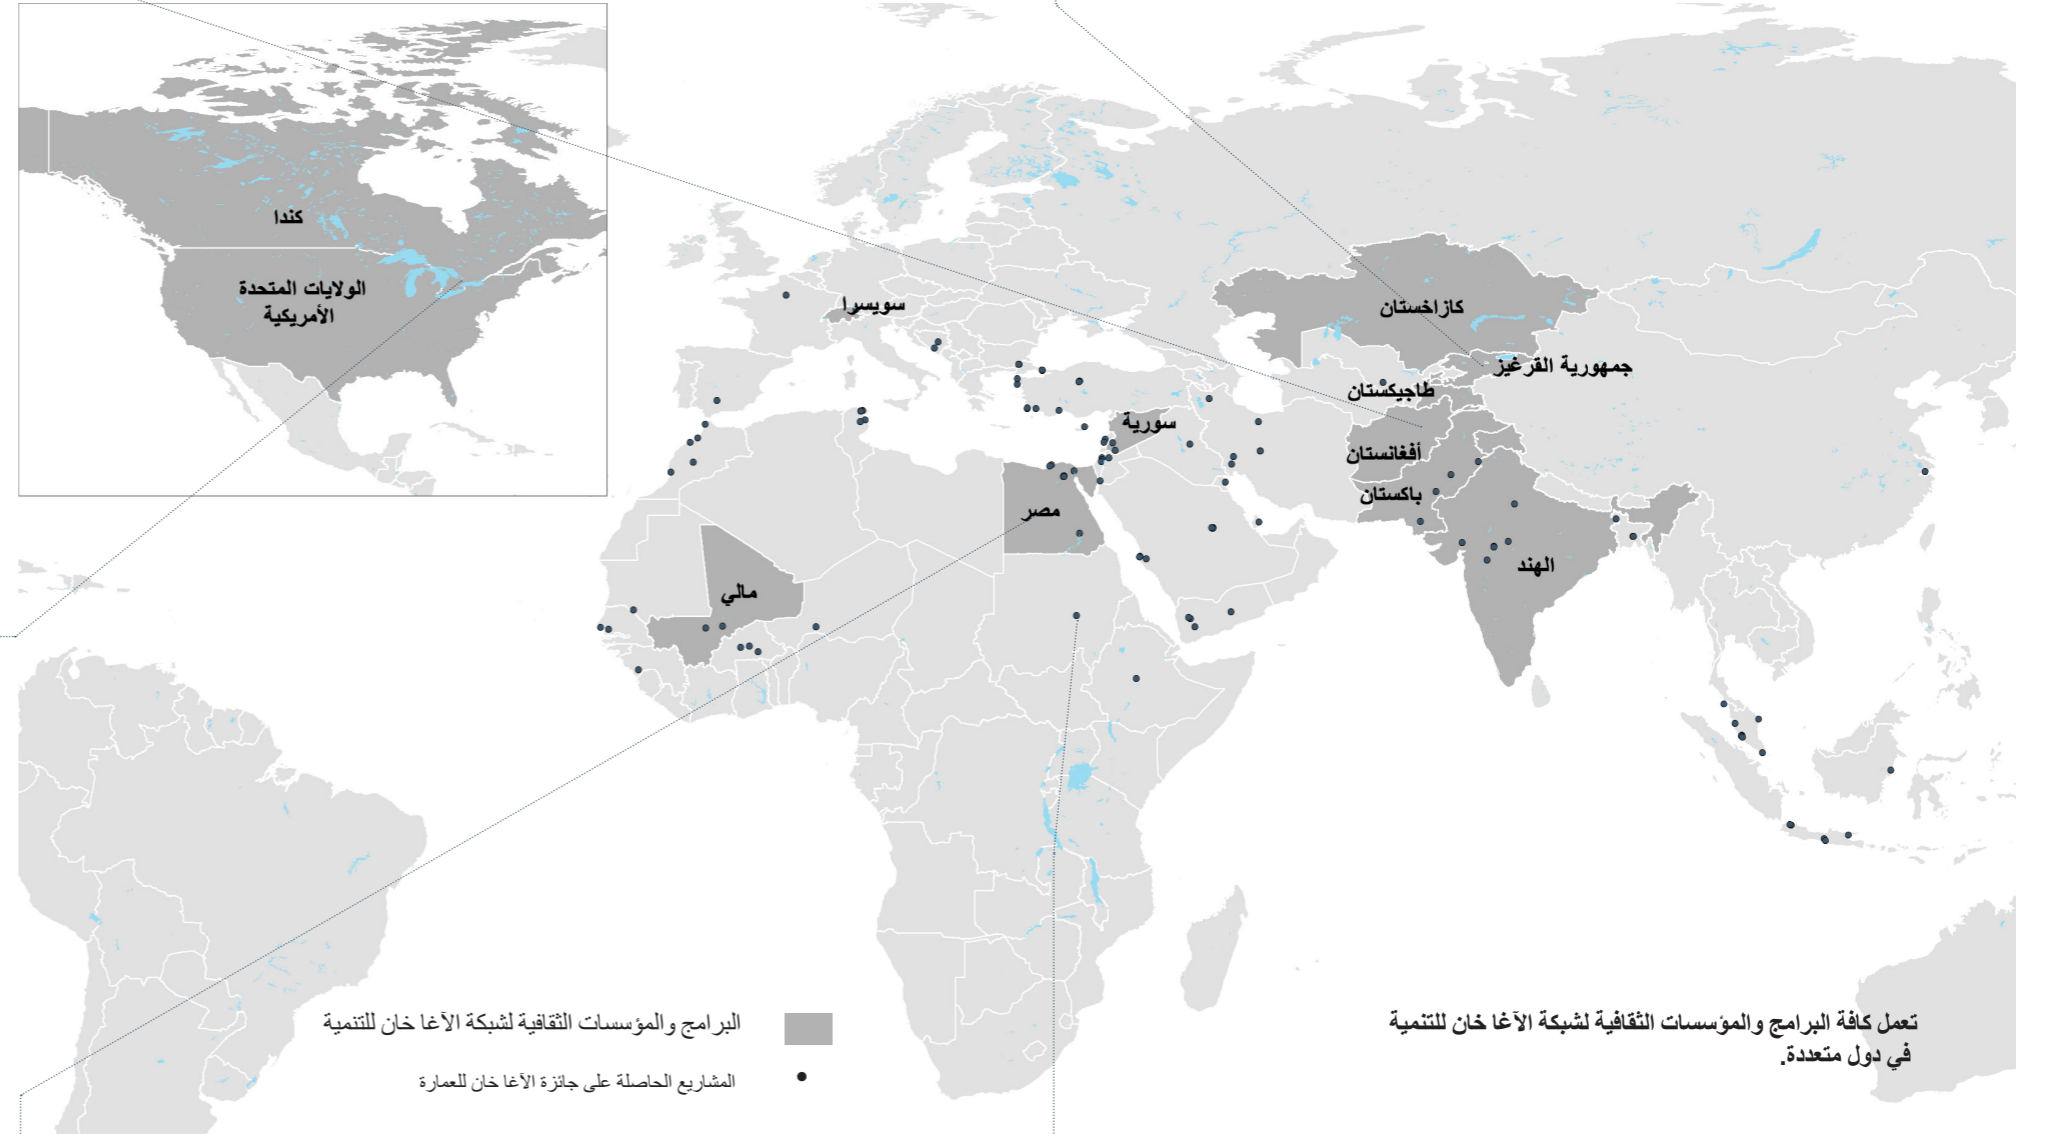 كندا
الولايات المتحدة
الأمريكية
سويسرا
كازاخستان
جمهورية القرغيز
طاجيكستان
سورية
أفغانستان
باكستان
مصر
الهند
مالي
البرامج والمؤسسات الثقافية لشبكة الآغا خان للتنمية
المشاريع الحاصلة على جائزة الآغا خان للعمارة
تعمل كافة البرامج والمؤسسات الثقافية لشبكة الآغا خان للتنمية
في دول متعددة.